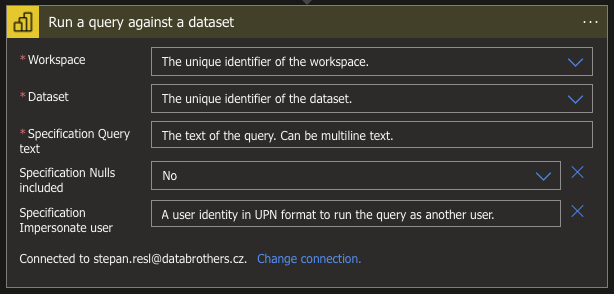 Run a query against a dataset
* Workspace
The unique identifier of the workspace.
* Dataset
The unique identifier of the dataset.
* Specification Query
text
The text of the query. Can be multiline text.
Specification Nulls
included
No
Specification
Impersonate user
A user identity in UPN format to run the query as another user.
Connected to stepan.resl@databrothers.cz. Change connection.